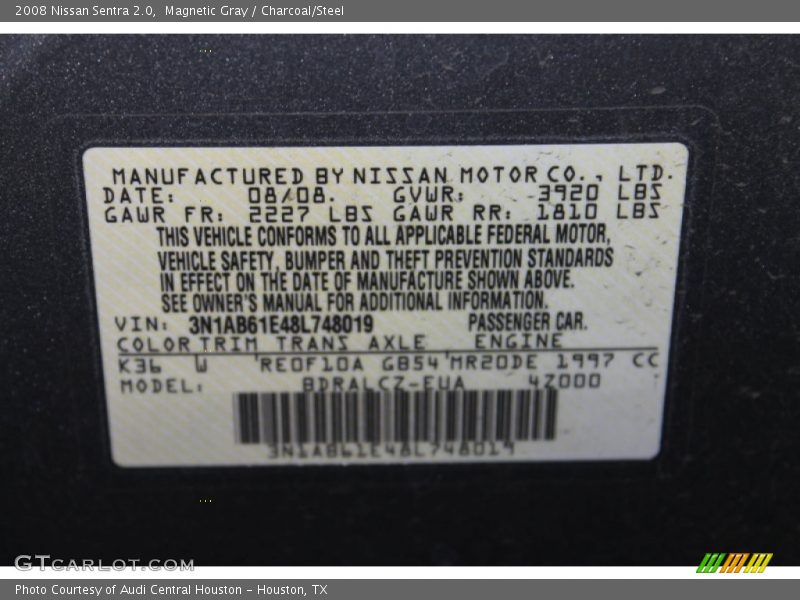 2008 Nissan Sentra 2.0,  Magnetic Gray / Charcoal/Steel
MANUFACTURED BY NISSAN MOTOR CO., LTD.
DATE: 08/08. GVWR: 3920 LBS
GAWR FR: 2227 LBS GAWR RR: 1810 LBS
THIS VEHICLE CONFORMS TO ALL APPLICABLE FEDERAL MOTOR,
VEHICLE SAFETY, BUMPER AND THEFT PREVENTION STANDARDS
IN EFFECT ON THE DATE OF MANUFACTURE SHOWN ABOVE.
SEE OWNER'S MANUAL FOR ADDITIONAL INFORMATION.
VIN: 3N1AB61E48L748019 PASSENGER CAR.
COLOR TRIM TRANS AXLE ENGINE
K36 W RE0F10A GB54 MR20DE 1997 CC
MODEL: BDRALCZ-EUA 4Z000
3N1AB61E48L748019
GTCARLOT.COM
Photo Courtesy of Audi Central Houston - Houston, TX